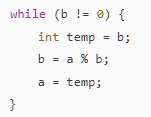 while (b != 0) {
    int temp = b;
    b = a % b;
    a = temp;
}